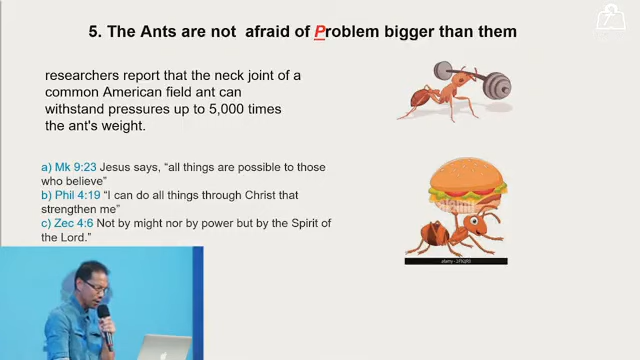 5. The Ants are not afraid of Problem bigger than them
researchers report that the neck joint of a
common American field ant can
withstand pressures up to 5,000 times
the ant's weight.
a) Mk 9:23 Jesus says, “all things are possible to those
who believe”
b) Phil 4:19 “I can do all things through Christ that
strengthen me”
c) Zec 4:6 Not by might nor by power but by the Spirit of
the Lord.”